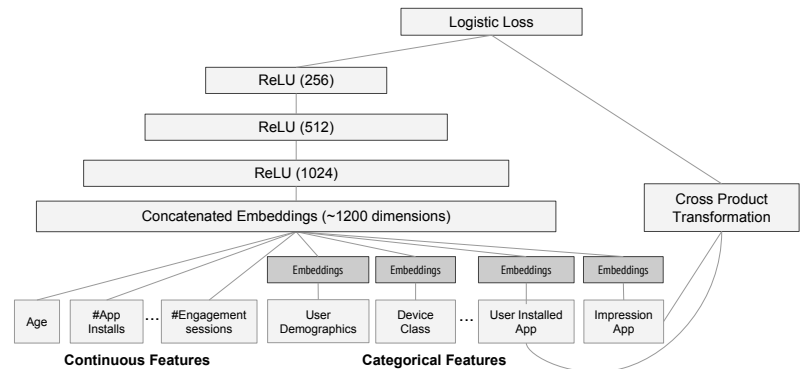 Logistic Loss
ReLU (256)
ReLU (512)
ReLU (1024)
Concatenated Embeddings (~1200 dimensions)
Cross Product
Transformation
Embeddings
Embeddings
Embeddings
Embeddings
Age
#App
Installs
...
#Engagement
sessions
User
Demographics
Device
Class
...
User Installed
App
Impression
App
Continuous Features
Categorical Features